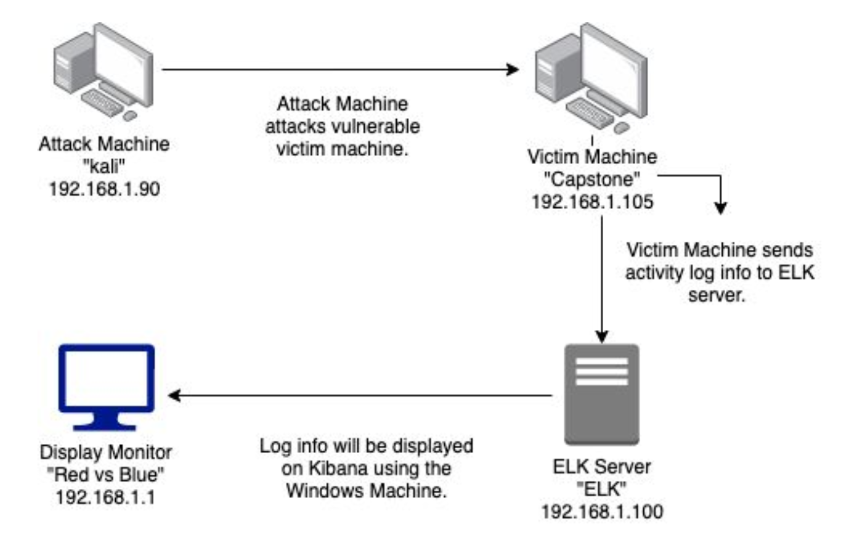 Attack Machine
"kali"
192.168.1.90
Attack Machine
attacks vulnerable
victim machine.
Victim Machine
"Capstone"
192.168.1.105
Victim Machine sends
activity log info to ELK
server.
Display Monitor
"Red vs Blue"
192.168.1.1
Log info will be displayed
on Kibana using the
Windows Machine.
ELK Server
"ELK"
192.168.1.100